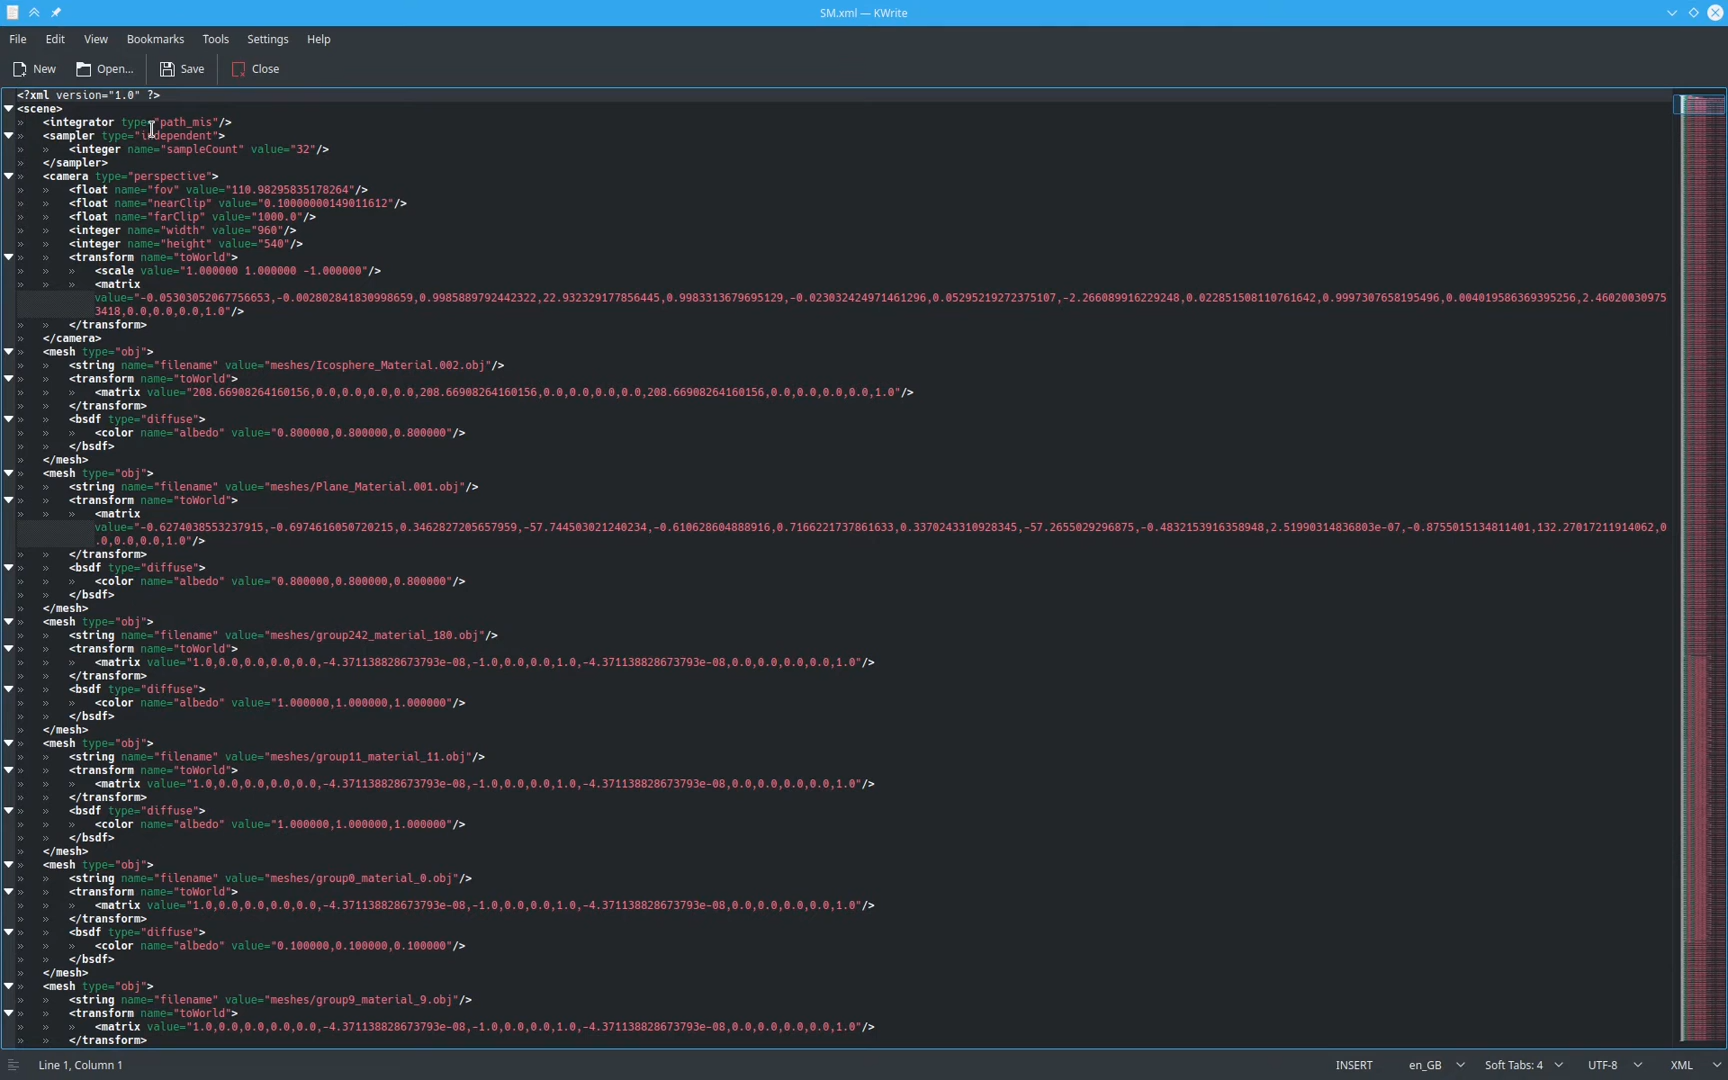 SM.xml — KWrite
File Edit View Bookmarks Tools Settings Help
New Open... Save Close
<?xml version="1.0" ?>
<scene>
» <integrator type="path_mis"/>
» <sampler type="independent">
» » <integer name="sampleCount" value="32"/>
» </sampler>
» <camera type="perspective">
» » <float name="fov" value="110.98295835178264"/>
» » <float name="nearClip" value="0.10000000149011612"/>
» » <float name="farClip" value="1000.0"/>
» » <integer name="width" value="960"/>
» » <integer name="height" value="540"/>
» » <transform name="toWorld">
» » » <scale value="1.000000 1.000000 -1.000000"/>
» » » <matrix
value="-0.05303052067756653,-0.002802841830998659,0.9985889792442322,22.932329177856445,0.9983313679695129,-0.023032424971461296,0.05295219272375107,-2.266089916229248,0.022851508110761642,0.9997307658195496,0.004019586369395256,2.46020030975
3418,0.0,0.0,0.0,1.0"/>
» » </transform>
» </camera>
» <mesh type="obj">
» » <string name="filename" value="meshes/Icosphere_Material.002.obj"/>
» » <transform name="toWorld">
» » » <matrix value="208.66908264160156,0.0,0.0,0.0,0.0,208.66908264160156,0.0,0.0,0.0,0.0,208.66908264160156,0.0,0.0,0.0,0.0,1.0"/>
» » </transform>
» » <bsdf type="diffuse">
» » » <color name="albedo" value="0.800000,0.800000,0.800000"/>
» » </bsdf>
» </mesh>
» <mesh type="obj">
» » <string name="filename" value="meshes/Plane_Material.001.obj"/>
» » <transform name="toWorld">
» » » <matrix
value="-0.6274038553237915,-0.6974616050720215,0.3462827205657959,-57.744503021240234,-0.610628604888916,0.7166221737861633,0.3370243310928345,-57.2655029296875,-0.4832153916358948,2.51990314836803e-07,-0.8755015134811401,132.27017211914062,0
.0,0.0,0.0,1.0"/>
» » </transform>
» » <bsdf type="diffuse">
» » » <color name="albedo" value="0.800000,0.800000,0.800000"/>
» » </bsdf>
» </mesh>
» <mesh type="obj">
» » <string name="filename" value="meshes/group242_material_180.obj"/>
» » <transform name="toWorld">
» » » <matrix value="1.0,0.0,0.0,0.0,0.0,-4.371138828673793e-08,-1.0,0.0,0.0,1.0,-4.371138828673793e-08,0.0,0.0,0.0,0.0,1.0"/>
» » </transform>
» » <bsdf type="diffuse">
» » » <color name="albedo" value="1.000000,1.000000,1.000000"/>
» » </bsdf>
» </mesh>
» <mesh type="obj">
» » <string name="filename" value="meshes/group11_material_11.obj"/>
» » <transform name="toWorld">
» » » <matrix value="1.0,0.0,0.0,0.0,0.0,-4.371138828673793e-08,-1.0,0.0,0.0,1.0,-4.371138828673793e-08,0.0,0.0,0.0,0.0,1.0"/>
» » </transform>
» » <bsdf type="diffuse">
» » » <color name="albedo" value="1.000000,1.000000,1.000000"/>
» » </bsdf>
» </mesh>
» <mesh type="obj">
» » <string name="filename" value="meshes/group0_material_0.obj"/>
» » <transform name="toWorld">
» » » <matrix value="1.0,0.0,0.0,0.0,0.0,-4.371138828673793e-08,-1.0,0.0,0.0,1.0,-4.371138828673793e-08,0.0,0.0,0.0,0.0,1.0"/>
» » </transform>
» » <bsdf type="diffuse">
» » » <color name="albedo" value="0.100000,0.100000,0.100000"/>
» » </bsdf>
» </mesh>
» <mesh type="obj">
» » <string name="filename" value="meshes/group9_material_9.obj"/>
» » <transform name="toWorld">
» » » <matrix value="1.0,0.0,0.0,0.0,0.0,-4.371138828673793e-08,-1.0,0.0,0.0,1.0,-4.371138828673793e-08,0.0,0.0,0.0,0.0,1.0"/>
» » </transform>
Line 1, Column 1 INSERT en_GB Soft Tabs: 4 UTF-8 XML